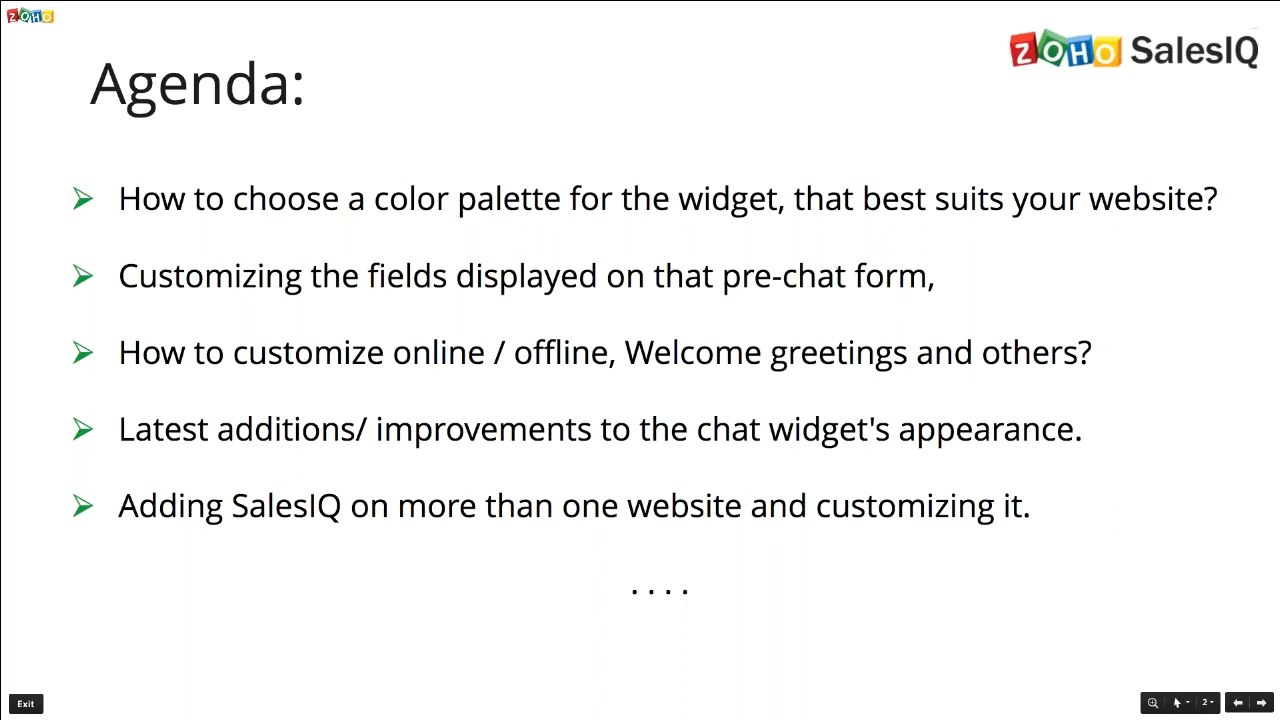 ZOHO
ZOHO SalesIQ
Agenda:
How to choose a color palette for the widget, that best suits your website?
Customizing the fields displayed on that pre-chat form,
How to customize online / offline, Welcome greetings and others?
Latest additions/ improvements to the chat widget's appearance.
Adding SalesIQ on more than one website and customizing it.
. . . .
Exit
2